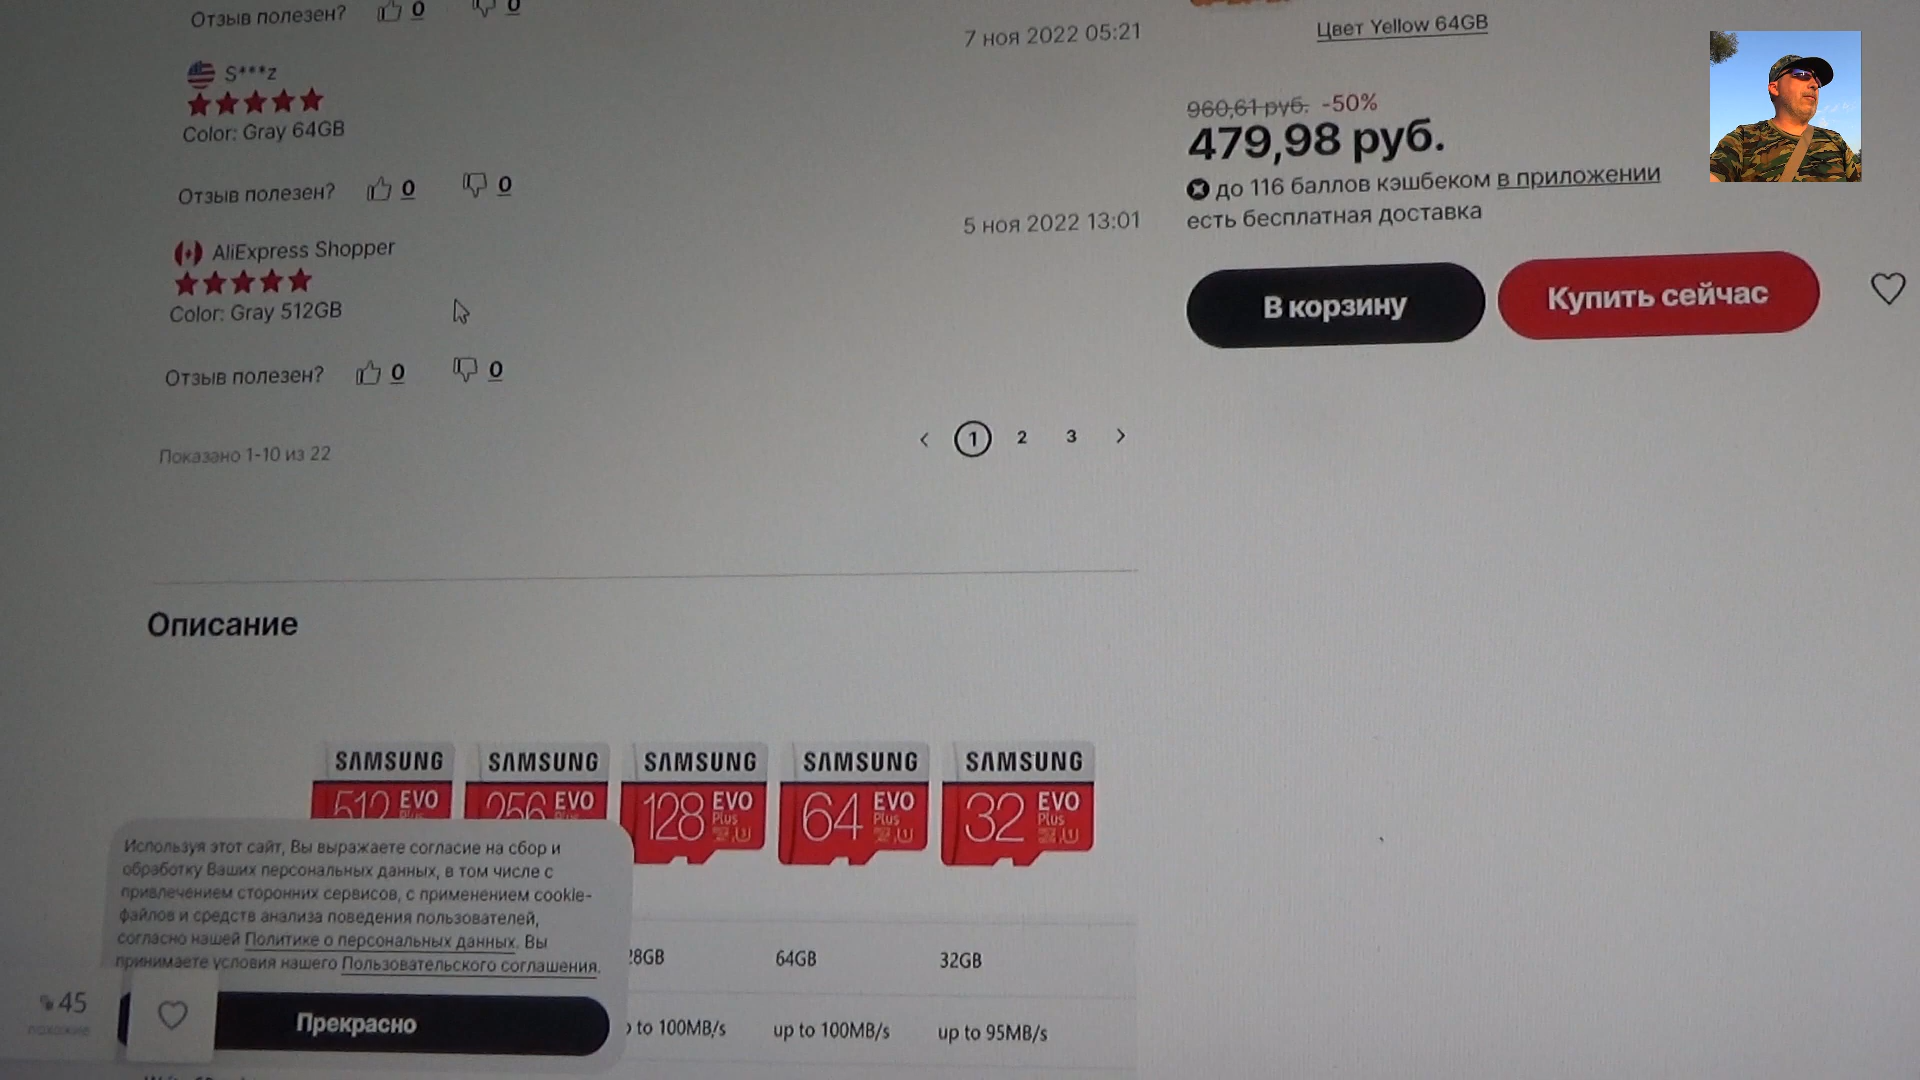 Отзыв полезен? 0 0
7 ноя 2022 05:21
S***z
Color: Gray 64GB
Отзыв полезен? 0 0
5 ноя 2022 13:01
AliExpress Shopper
Color: Gray 512GB
Отзыв полезен? 0 0
Показано 1-10 из 22
< 1 2 3 >
Цвет Yellow 64GB
960,61 руб. -50%
479,98 руб.
до 116 баллов кэшбеком в приложении
есть бесплатная доставка
В корзину
Купить сейчас
Описание
SAMSUNG SAMSUNG SAMSUNG SAMSUNG SAMSUNG
512 EVO 256 EVO 128 EVO 64 EVO 32 EVO
Plus Plus Plus
Используя этот сайт, Вы выражаете согласие на сбор и
обработку Ваших персональных данных, в том числе с
привлечением сторонних сервисов, с применением cookie-
файлов и средств анализа поведения пользователей,
согласно нашей Политике о персональных данных. Вы
принимаете условия нашего Пользовательского соглашения.
Прекрасно
45
похожие
28GB 64GB 32GB
to 100MB/s up to 100MB/s up to 95MB/s